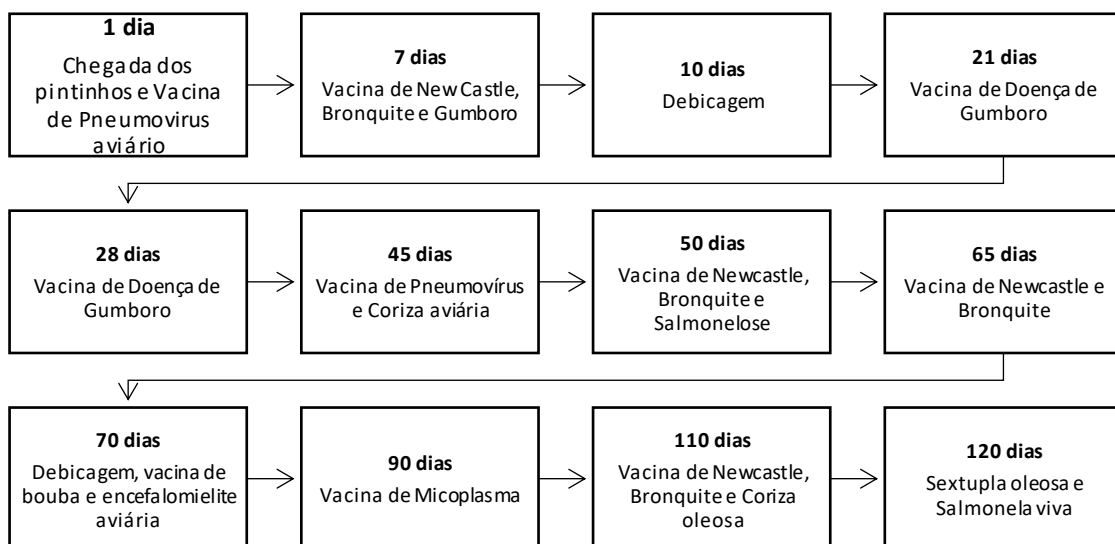 1 dia
Chegada dos
pintinhos e Vacina
de Pneumovirus
aviário
7 dias
Vacina de New Castle,
Bronquite e Gumboro
10 dias
Debicagem
21 dias
Vacina de Doença de
Gumboro
28 dias
Vacina de Doença de
Gumboro
45 dias
Vacina de Pneumovírus
e Coriza aviária
50 dias
Vacina de Newcastle,
Bronquite e
Salmonelose
65 dias
Vacina de Newcastle e
Bronquite
70 dias
Debicagem, vacina de
bouba e encefalomielite
aviária
90 dias
Vacina de Micoplasma
110 dias
Vacina de Newcastle,
Bronquite e Coriza
oleosa
120 dias
Sextupla oleosa e
Salmonela viva